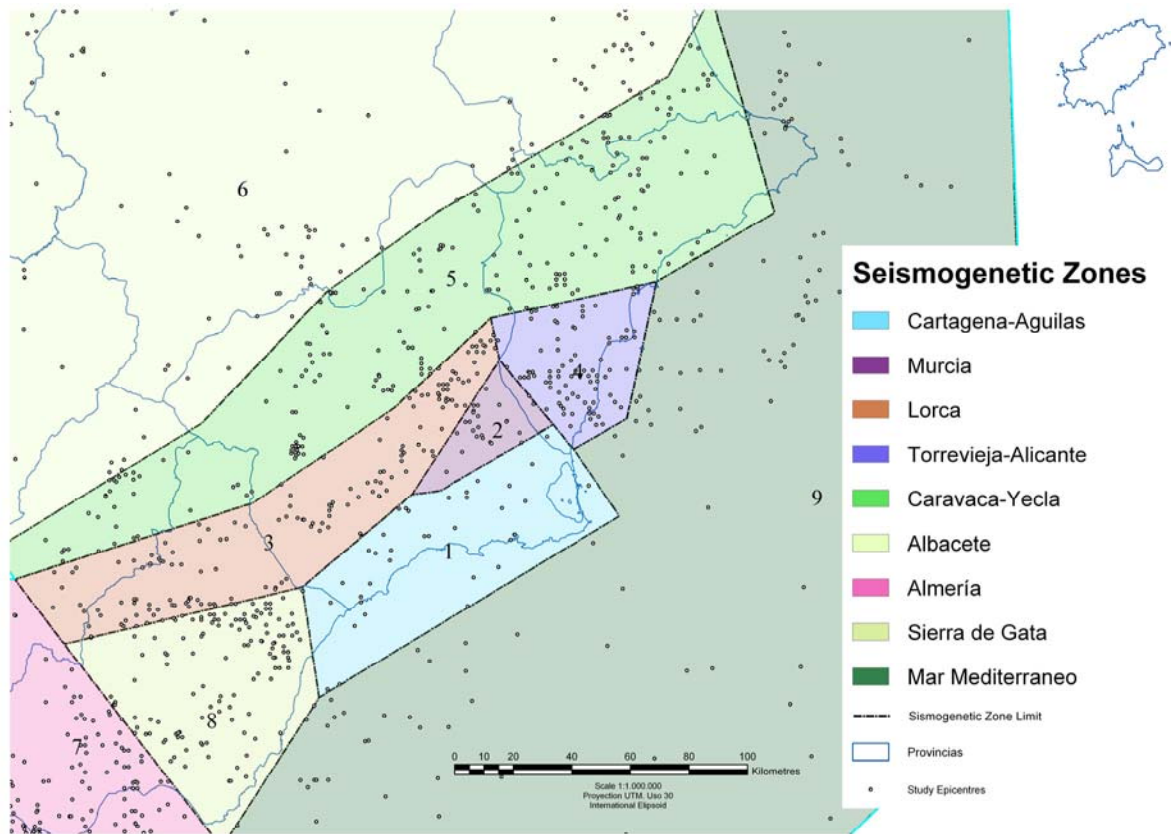 6
5
4
2
9
3
1
8
7
Seismogenetic Zones
Cartagena-Aguilas
Murcia
Lorca
Torrevieja-Alicante
Caravaca-Yecla
Albacete
Almería
Sierra de Gata
Mar Mediterraneo
Sismogenetic Zone Limit
Provincias
Study Epicentres
0 10 20 40 60 80 100
Kilometres
Scale 1:1.000.000
Proyection UTM. Uso 30
International Elipsoid